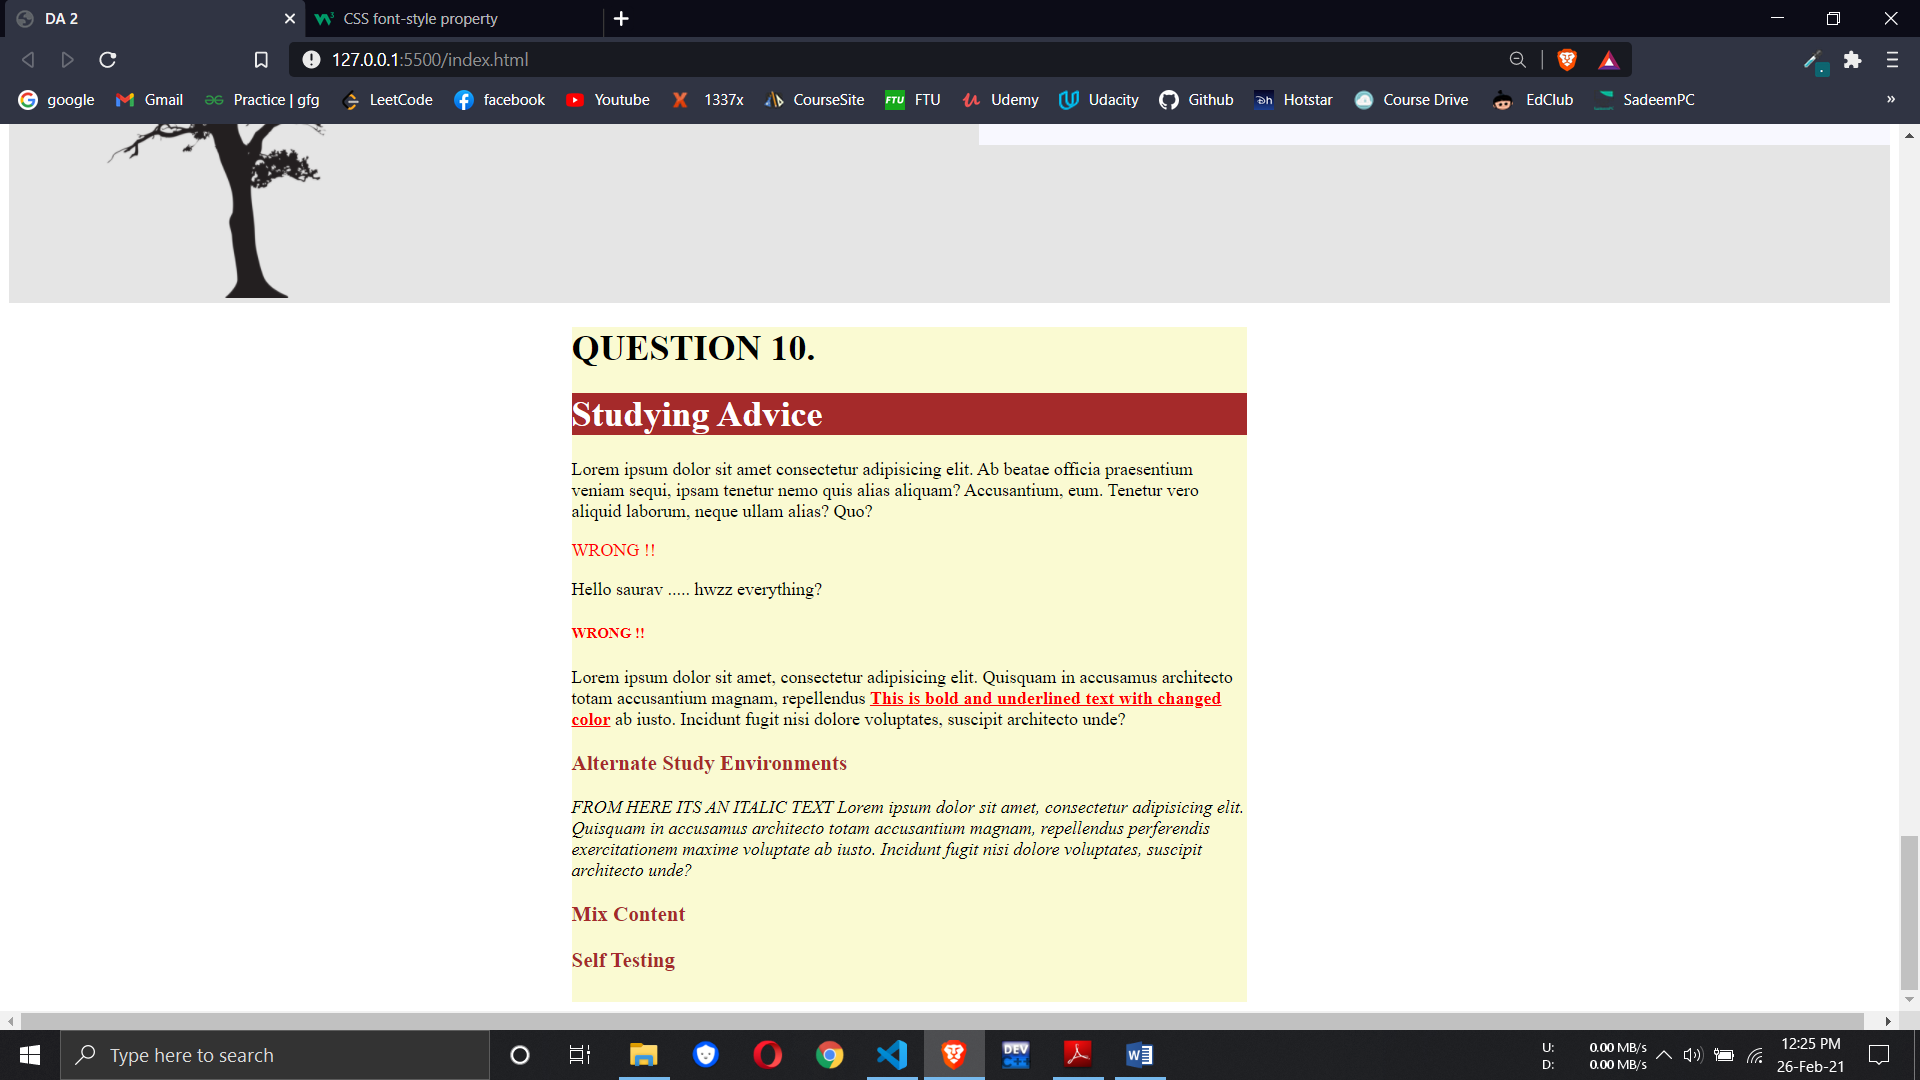 DA 2
CSS font-style property
127.0.0.1:5500/index.html
google Gmail Practice | gfg LeetCode facebook Youtube 1337x CourseSite FTU FTU Udemy Udacity Github Hotstar Course Drive EdClub SadeemPC »
QUESTION 10.
Studying Advice
Lorem ipsum dolor sit amet consectetur adipisicing elit. Ab beatae officia praesentium
veniam sequi, ipsam tenetur nemo quis alias aliquam? Accusantium, eum. Tenetur vero
aliquid laborum, neque ullam alias? Quo?
WRONG !!
Hello saurav ..... hwzz everything?
WRONG !!
Lorem ipsum dolor sit amet, consectetur adipisicing elit. Quisquam in accusamus architecto
totam accusantium magnam, repellendus This is bold and underlined text with changed
color ab iusto. Incidunt fugit nisi dolore voluptates, suscipit architecto unde?
Alternate Study Environments
FROM HERE ITS AN ITALIC TEXT Lorem ipsum dolor sit amet, consectetur adipisicing elit.
Quisquam in accusamus architecto totam accusantium magnam, repellendus perferendis
exercitationem maxime voluptate ab iusto. Incidunt fugit nisi dolore voluptates, suscipit
architecto unde?
Mix Content
Self Testing
Type here to search
DEV C++
U: 0.00 MB/s
D: 0.00 MB/s
12:25 PM
26-Feb-21